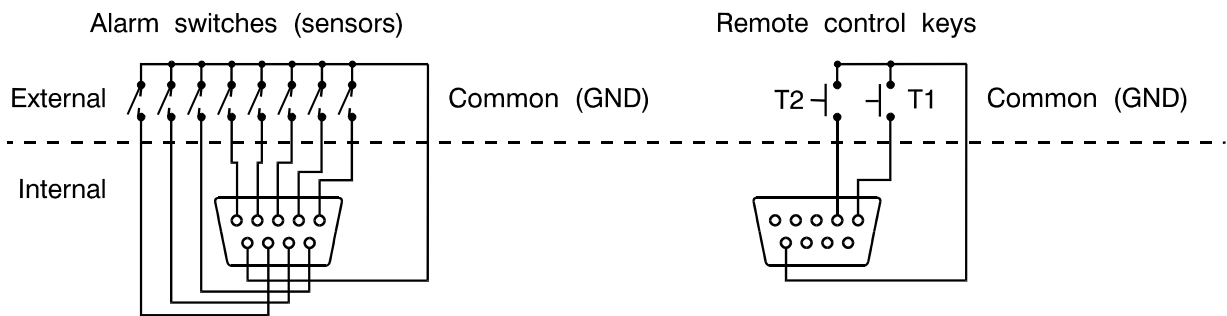 Alarm switches (sensors)
Remote control keys
External
Common (GND)
T2
T1
Common (GND)
Internal